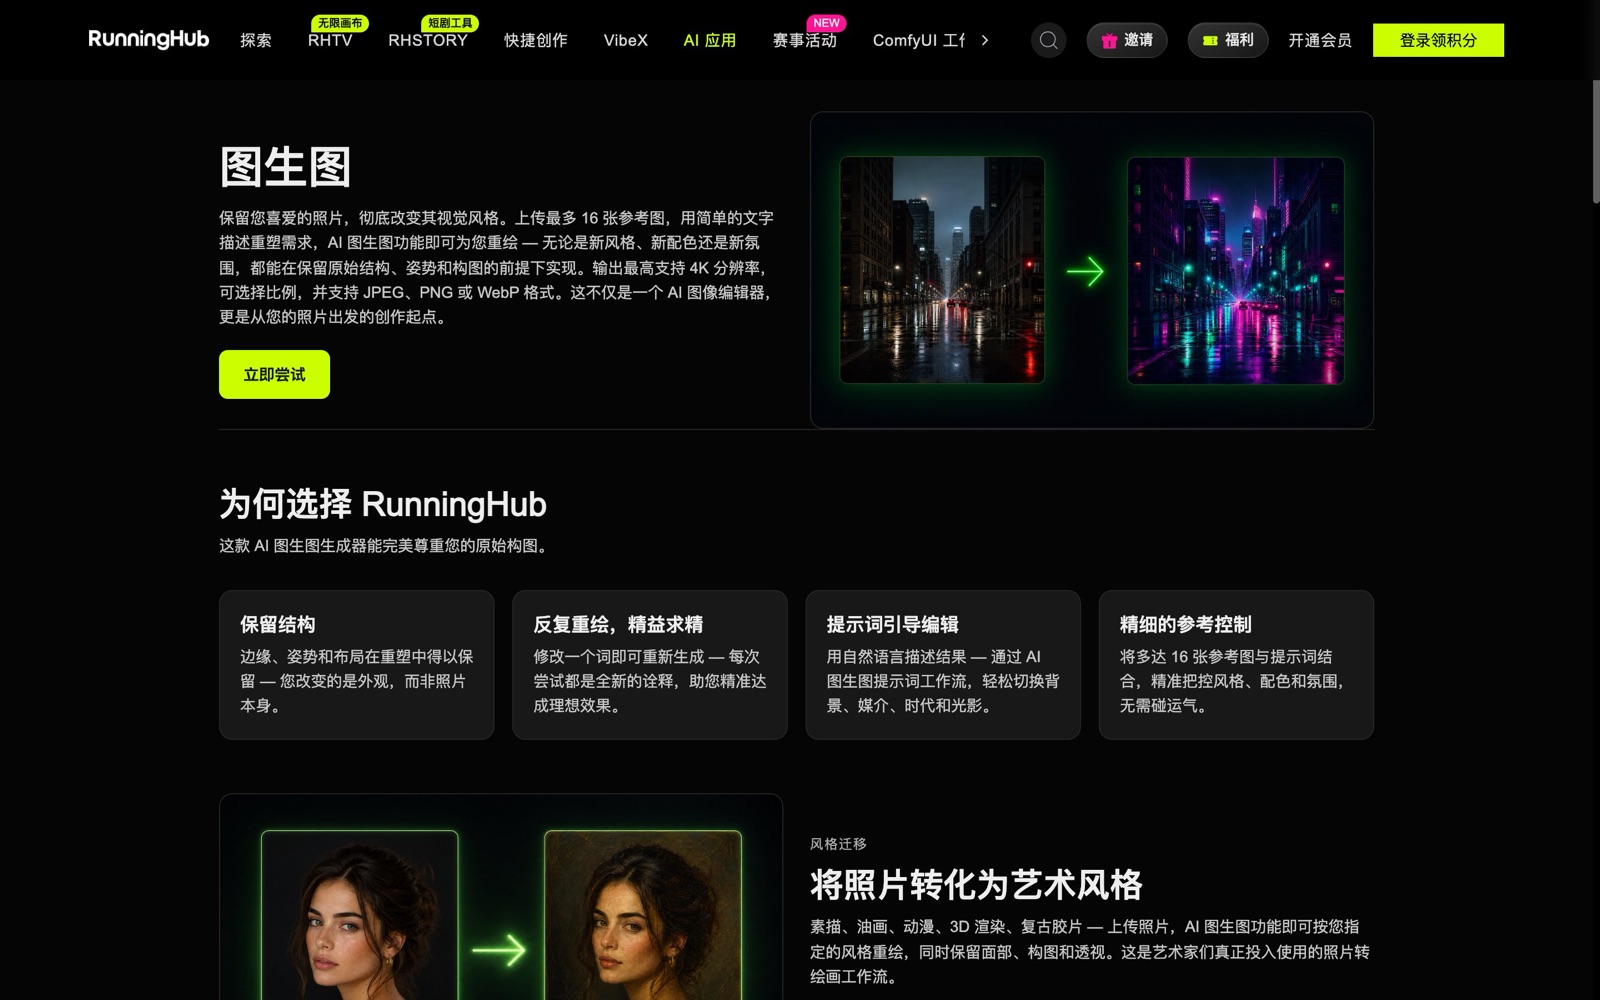 RunningHub
探索
无限画布
RHTV
短剧工具
RHSTORY
快捷创作
VibeX
AI 应用
NEW
赛事活动
ComfyUI 工
邀请
福利
开通会员
登录领积分
图生图
保留您喜爱的照片，彻底改变其视觉风格。上传最多 16 张参考图，用简单的文字
描述重塑需求，AI 图生图功能即可为您重绘 — 无论是新风格、新配色还是新氛
围，都能在保留原始结构、姿势和构图的前提下实现。输出最高支持 4K 分辨率，
可选择比例，并支持 JPEG、PNG 或 WebP 格式。这不仅是一个 AI 图像编辑器，
更是从您的照片出发的创作起点。
立即尝试
为何选择 RunningHub
这款 AI 图生图生成器能完美尊重您的原始构图。
保留结构
边缘、姿势和布局在重塑中得以保
留 — 您改变的是外观，而非照片
本身。
反复重绘，精益求精
修改一个词即可重新生成 — 每次
尝试都是全新的诠释，助您精准达
成理想效果。
提示词引导编辑
用自然语言描述结果 — 通过 AI
图生图提示词工作流，轻松切换背
景、媒介、时代和光影。
精细的参考控制
将多达 16 张参考图与提示词结
合，精准把控风格、配色和氛围，
无需碰运气。
风格迁移
将照片转化为艺术风格
素描、油画、动漫、3D 渲染、复古胶片 — 上传照片，AI 图生图功能即可按您指
定的风格重绘，同时保留面部、构图和透视。这是艺术家们真正投入使用的照片转
绘画工作流。